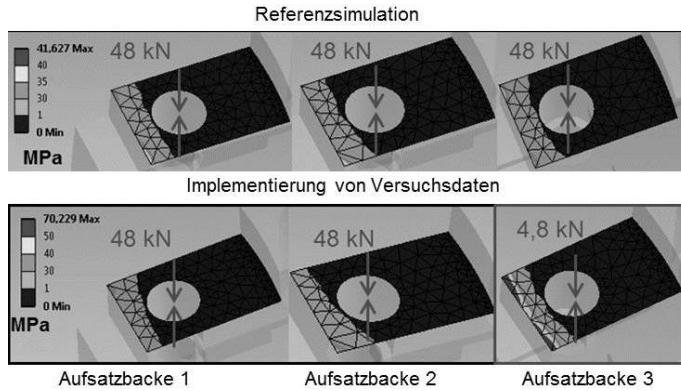 Referenzsimulation
41,627 Max
40
35
30
1
0 Min
MPa
48 kN
48 kN
48 kN
Implementierung von Versuchsdaten
70,229 Max
50
40
30
1
0 Min
MPa
48 kN
48 kN
4,8 kN
Aufsatzbacke 1
Aufsatzbacke 2
Aufsatzbacke 3